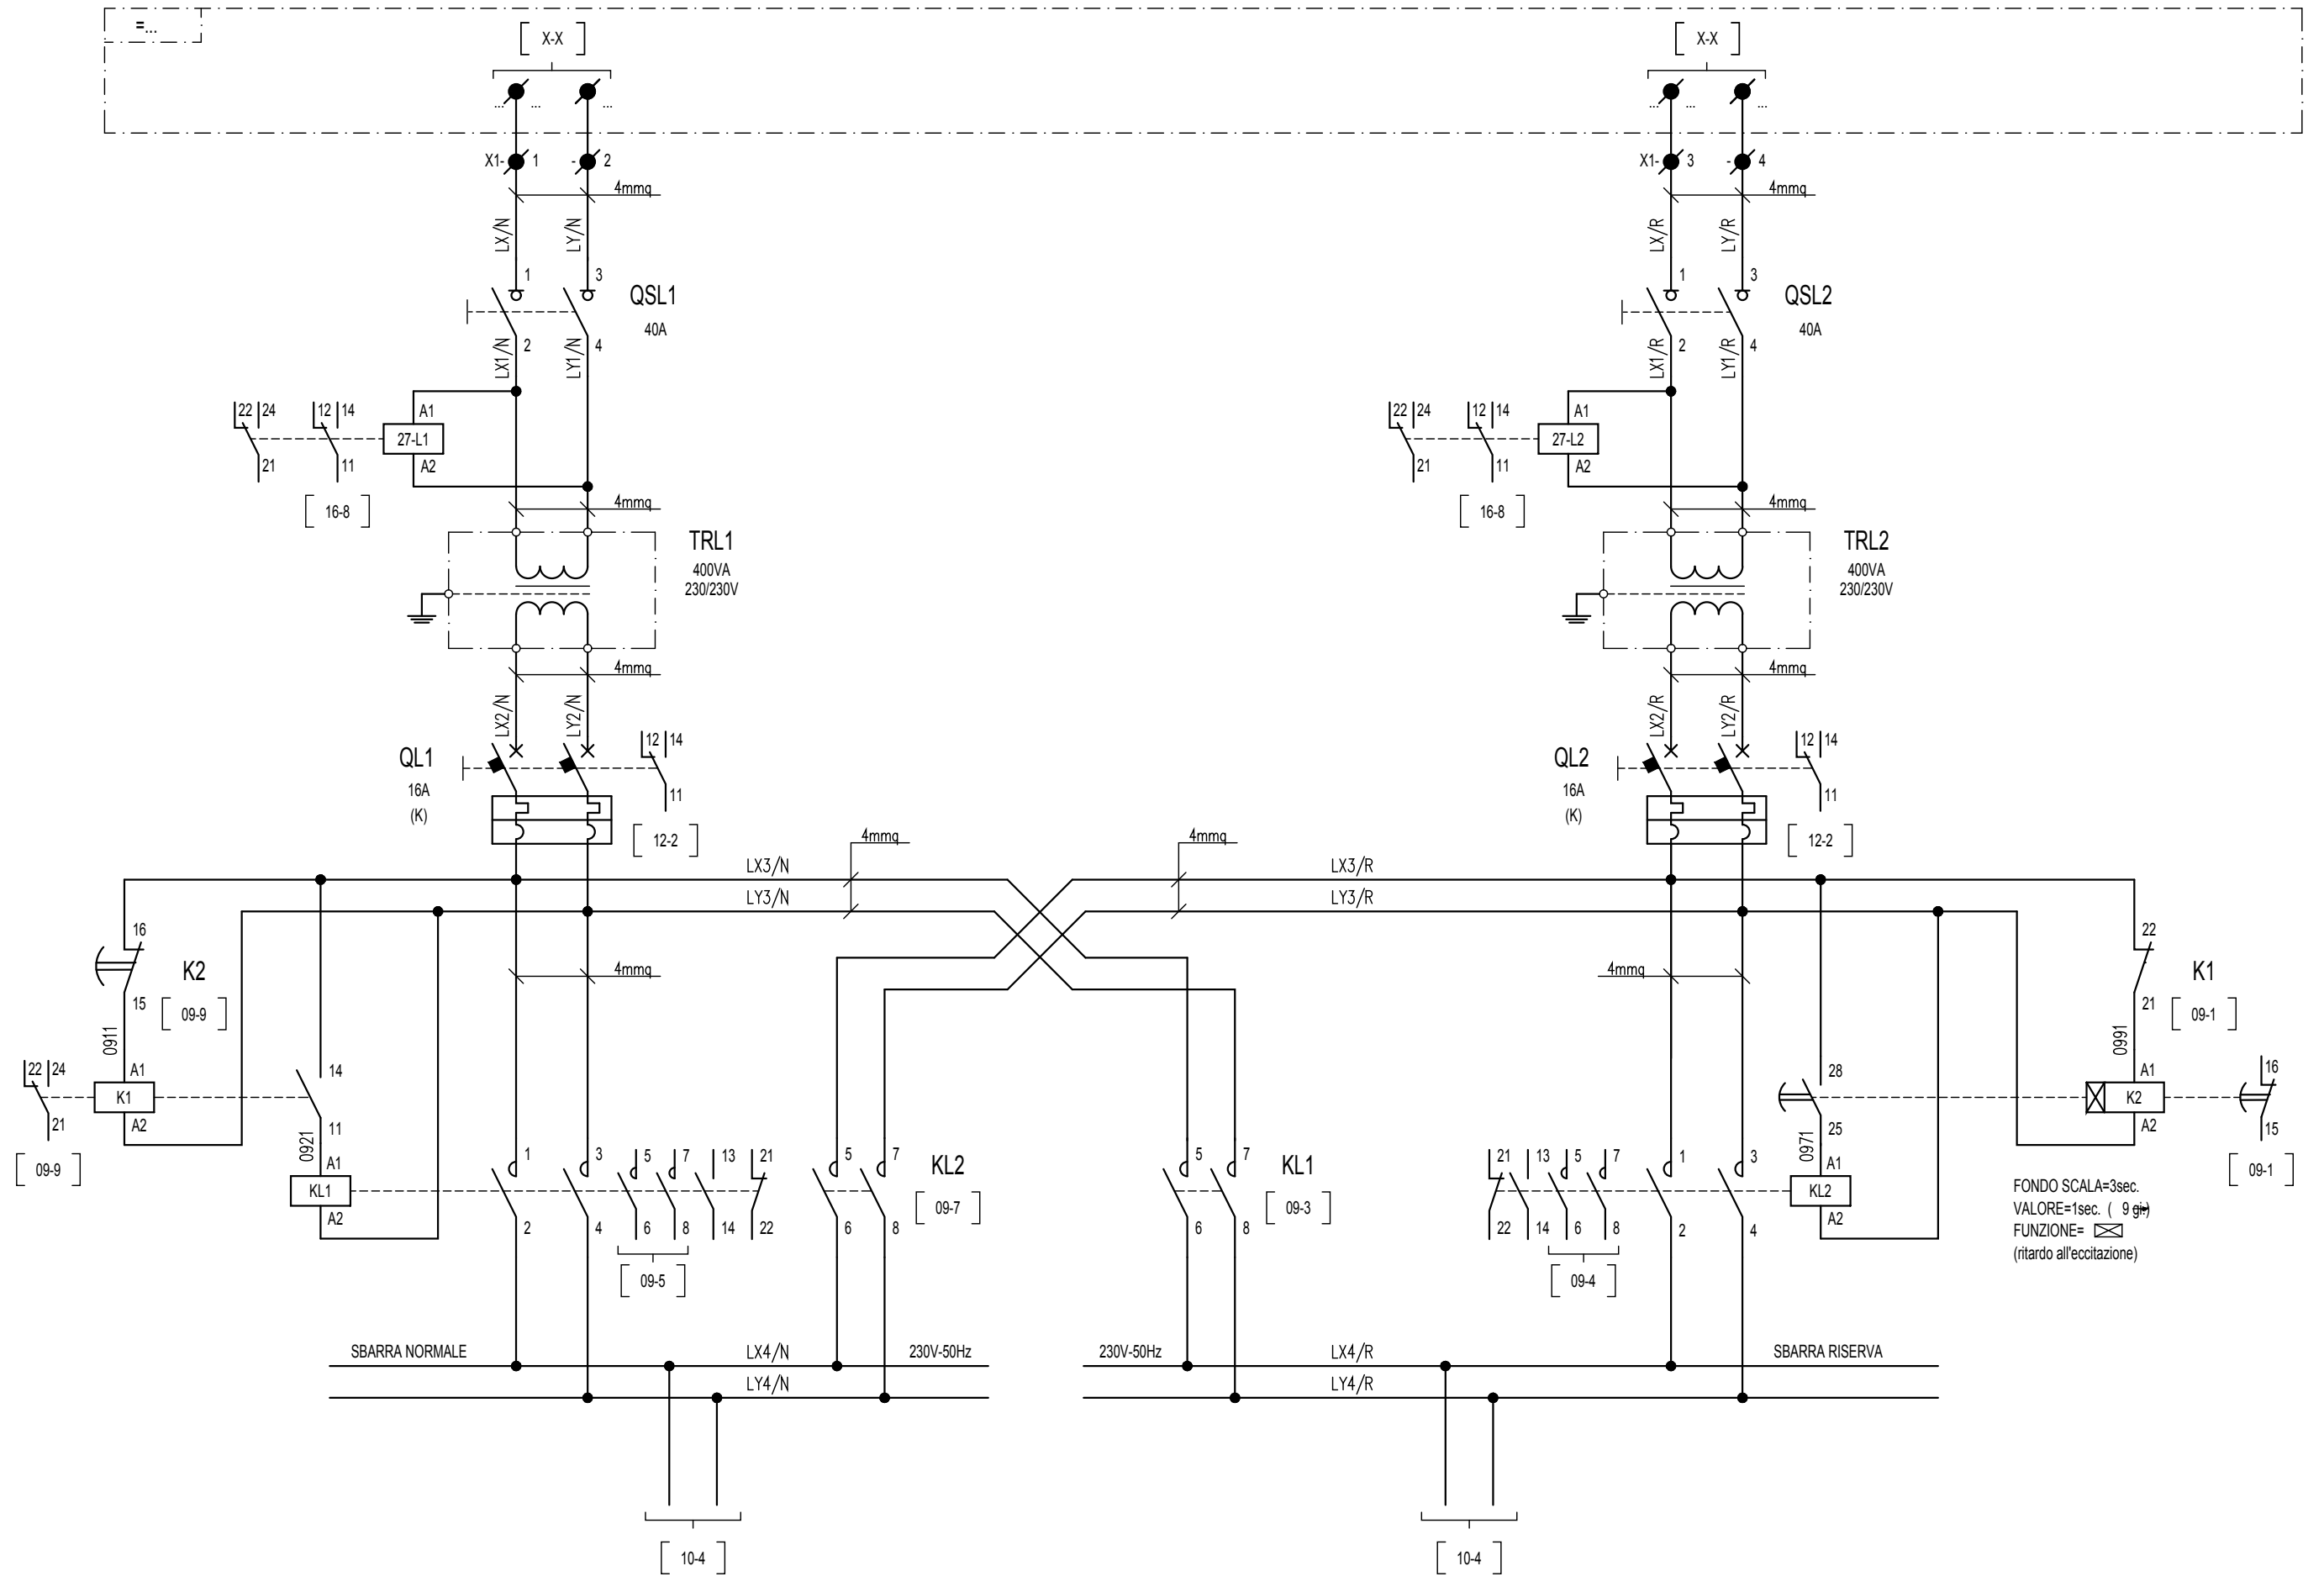 =...
X-X
X-X
... ... ...
... ... ...
X1- 1 - 2
X1- 3 - 4
4mmq
4mmq
LX/N LY/N
LX/R LY/R
1 3
QSL1
40A
2 4
1 3
QSL2
40A
2 4
LX1/N LY1/N
LX1/R LY1/R
22 24 12 14 A1
27-L1
21 11 A2
16-8
22 24 12 14 A1
27-L2
21 11 A2
16-8
4mmq
4mmq
TRL1
400VA
230/230V
TRL2
400VA
230/230V
4mmq
4mmq
LX2/N LY2/N
LX2/R LY2/R
QL1
16A
(K)
12 14
11
12-2
QL2
16A
(K)
12 14
11
12-2
4mmq
4mmq
LX3/N
LX3/R
LY3/N
LY3/R
16
K2
15
09-9
0911
4mmq
4mmq
22
K1
21
09-1
0991
22 24 A1
K1
21 A2
09-9
14
11
0921
A1
KL1
A2
28
25
0971
A1
KL2
A2
A1
K2
A2
16
15
09-1
1 3 5 7 13 21
2 4 6 8 14 22
09-5
5 7
KL2
09-7
6 8
5 7
KL1
09-3
6 8
21 13 5 7 1 3
22 14 6 8 2 4
09-4
FONDO SCALA=3sec.
VALORE=1sec. ( 9 gi.)
FUNZIONE=
(ritardo all'eccitazione)
SBARRA NORMALE LX4/N 230V-50Hz
230V-50Hz LX4/R SBARRA RISERVA
LY4/N
LY4/R
10-4
10-4